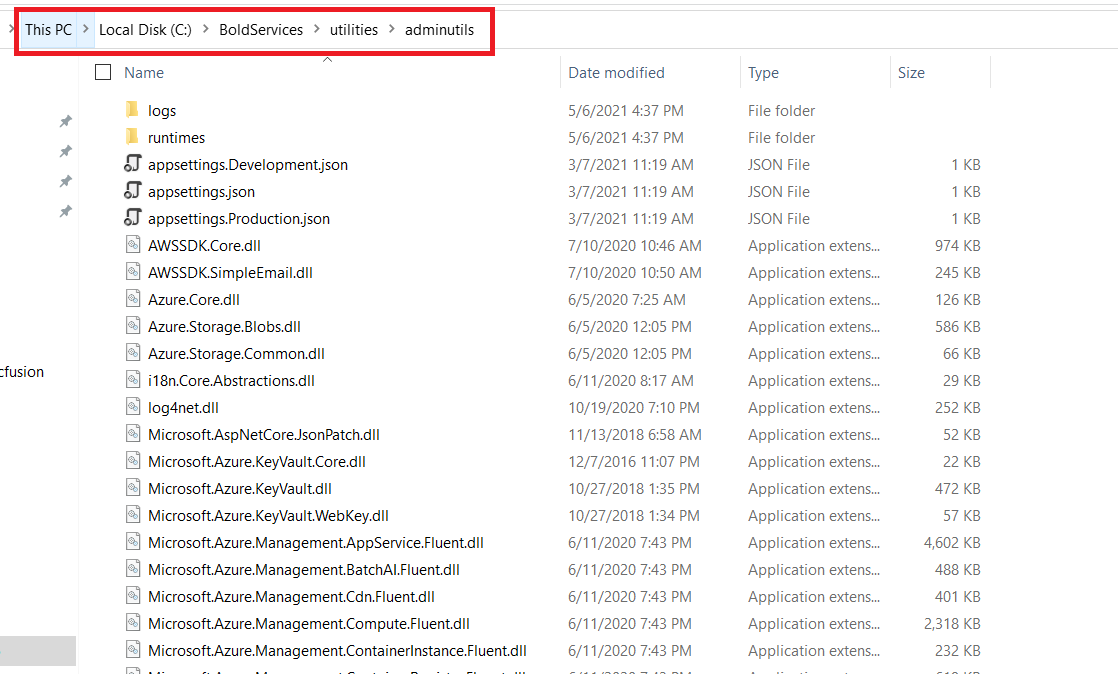 This PC > Local Disk (C:) > BoldServices > utilities > adminutils
Name Date modified Type Size
logs 5/6/2021 4:37 PM File folder
runtimes 5/6/2021 4:37 PM File folder
appsettings.Development.json 3/7/2021 11:19 AM JSON File 1 KB
appsettings.json 3/7/2021 11:19 AM JSON File 1 KB
appsettings.Production.json 3/7/2021 11:19 AM JSON File 1 KB
AWSSDK.Core.dll 7/10/2020 10:46 AM Application extens... 974 KB
AWSSDK.SimpleEmail.dll 7/10/2020 10:50 AM Application extens... 245 KB
Azure.Core.dll 6/5/2020 7:25 AM Application extens... 126 KB
Azure.Storage.Blobs.dll 6/5/2020 12:05 PM Application extens... 586 KB
Azure.Storage.Common.dll 6/5/2020 12:05 PM Application extens... 66 KB
cfusion
i18n.Core.Abstractions.dll 6/11/2020 8:17 AM Application extens... 29 KB
log4net.dll 10/19/2020 7:10 PM Application extens... 252 KB
Microsoft.AspNetCore.JsonPatch.dll 11/13/2018 6:58 AM Application extens... 52 KB
Microsoft.Azure.KeyVault.Core.dll 12/7/2016 11:07 PM Application extens... 22 KB
Microsoft.Azure.KeyVault.dll 10/27/2018 1:35 PM Application extens... 472 KB
Microsoft.Azure.KeyVault.WebKey.dll 10/27/2018 1:34 PM Application extens... 57 KB
Microsoft.Azure.Management.AppService.Fluent.dll 6/11/2020 7:43 PM Application extens... 4,602 KB
Microsoft.Azure.Management.BatchAI.Fluent.dll 6/11/2020 7:43 PM Application extens... 488 KB
Microsoft.Azure.Management.Cdn.Fluent.dll 6/11/2020 7:43 PM Application extens... 401 KB
Microsoft.Azure.Management.Compute.Fluent.dll 6/11/2020 7:43 PM Application extens... 2,318 KB
Microsoft.Azure.Management.ContainerInstance.Fluent.dll 6/11/2020 7:43 PM Application extens... 232 KB